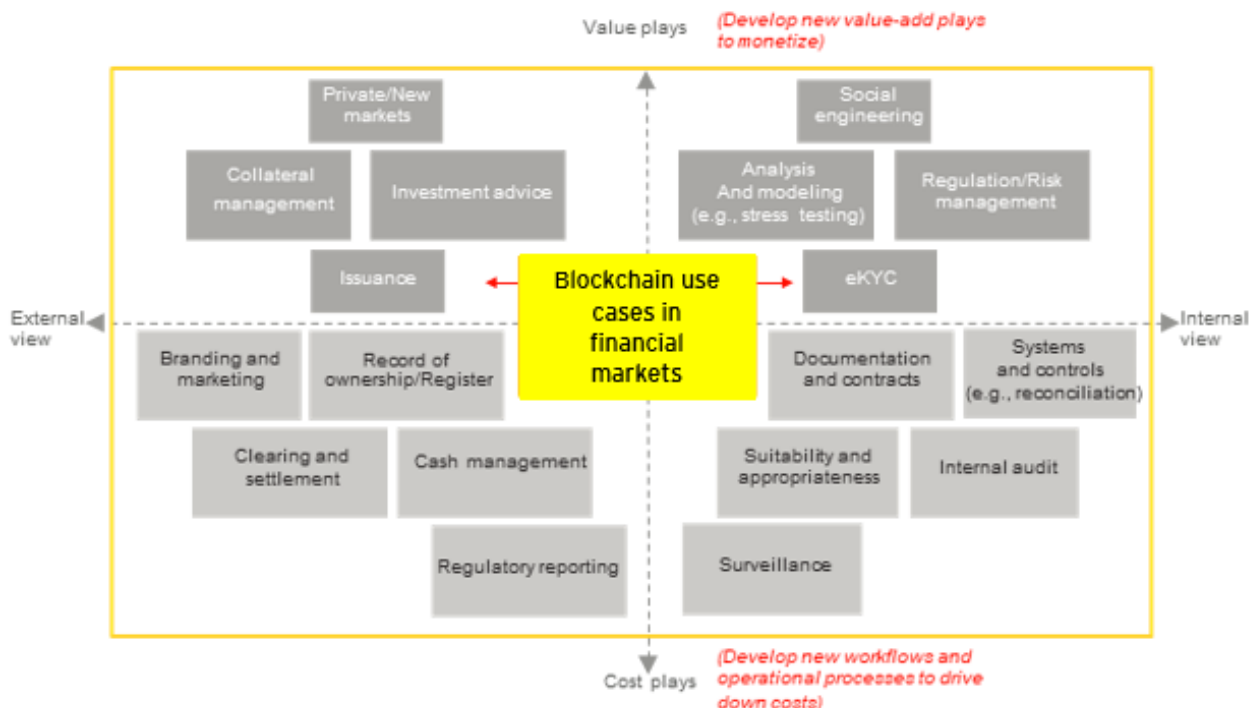 Value plays
(Develop new value-add plays
to monetize)
Private/New
markets
Social
engineering
Collateral
management
Investment advice
Analysis
And modeling
(e.g., stress testing)
Regulation/Risk
management
Issuance
Blockchain use
cases in
financial
markets
eKYC
External
view
Internal
view
Branding and
marketing
Record of
ownership/Register
Documentation
and contracts
Systems
and controls
(e.g., reconciliation)
Clearing and
settlement
Cash management
Suitability and
appropriateness
Internal audit
Regulatory reporting
Surveillance
Cost plays
(Develop new workflows and
operational processes to drive
down costs)